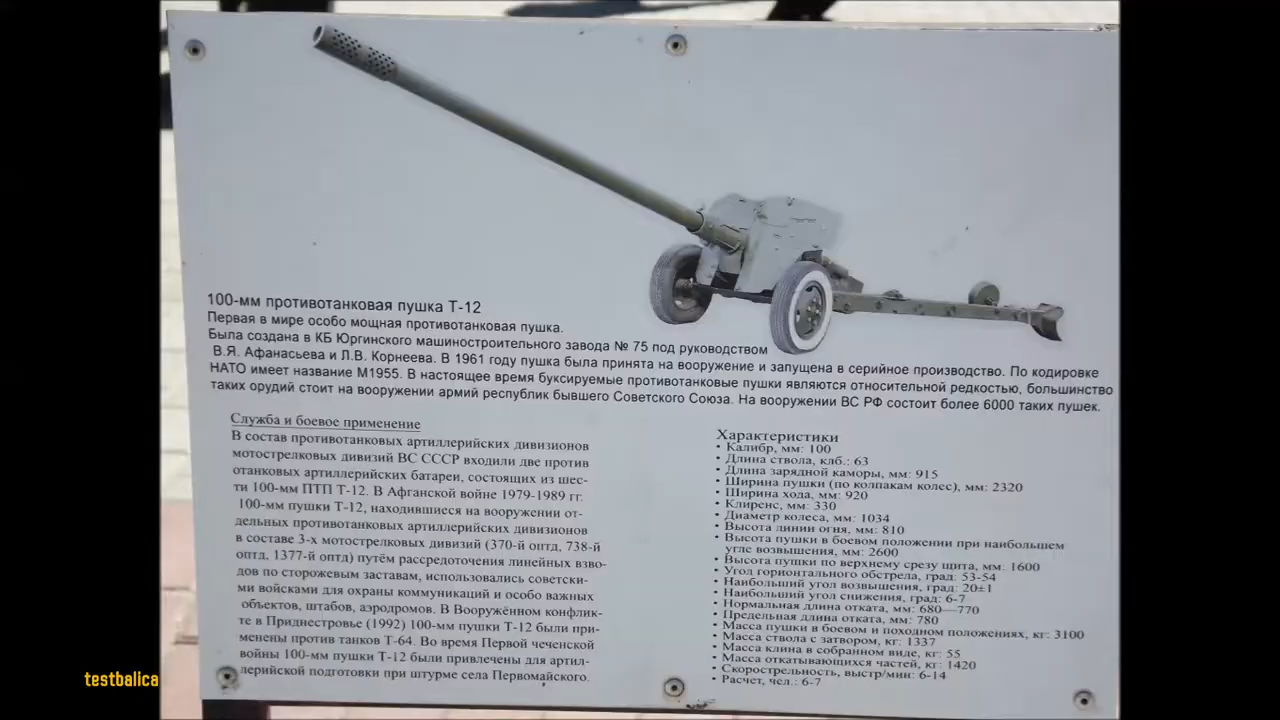 100-мм противотанковая пушка Т-12
Первая в мире особо мощная противотанковая пушка.
Была создана в КБ Юргинского машиностроительного завода № 75 под руководством
В.Я. Афанасьева и Л.В. Корнеева. В 1961 году пушка была принята на вооружение и запущена в серийное производство. По кодировке
НАТО имеет название М1955. В настоящее время буксируемые противотанковые пушки являются относительной редкостью, большинство
таких орудий стоит на вооружении армий республик бывшего Советского Союза. На вооружении ВС РФ состоит более 6000 таких пушек.
Служба и боевое применение
В состав противотанковых артиллерийских дивизионов
мотострелковых дивизий ВС СССР входили две против
отанковых артиллерийских батареи, состоящих из шес-
ти 100-мм ПТП Т-12. В Афганской войне 1979-1989 гг.
100-мм пушки Т-12, находившиеся на вооружении от-
дельных противотанковых артиллерийских дивизионов
в составе 3-х мотострелковых дивизий (370-й оптд, 738-й
оптд, 1377-й оптд) путём рассредоточения линейных взво-
дов по сторожевым заставам, использовались советски-
ми войсками для охраны коммуникаций и особо важных
объектов, штабов, аэродромов. В Вооружённом конфлик-
те в Приднестровье (1992) 100-мм пушки Т-12 были при-
менены против танков Т-64. Во время Первой чеченской
войны 100-мм пушки Т-12 были привлечены для артил-
лерийской подготовки при штурме села Первомайского.
Характеристики
• Калибр, мм: 100
• Длина ствола, клб.: 63
• Длина зарядной каморы, мм: 915
• Ширина пушки (по колпакам колес), мм: 2320
• Ширина хода, мм: 920
• Клиренс, мм: 330
• Диаметр колеса, мм: 1034
• Высота линии огня, мм: 810
• Высота пушки в боевом положении при наибольшем
угле возвышения, мм: 2600
• Высота пушки по верхнему срезу щита, мм: 1600
• Угол горионтального обстрела, град: 53-54
• Наибольший угол возвышения, град: 20±1
• Наибольший угол снижения, град: 6-7
• Нормальная длина отката, мм: 680—770
• Предельная длина отката, мм: 780
• Масса пушки в боевом и походном положениях, кг: 3100
• Масса ствола с затвором, кг: 1337
• Масса клина в собранном виде, кг: 55
• Масса откатывающихся частей, кг: 1420
• Скорострельность, выстр/мин: 6-14
• Расчет, чел.: 6-7
testbalica